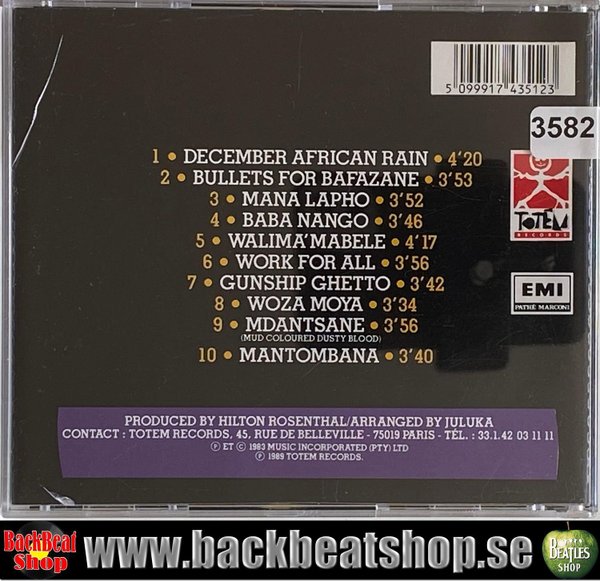 5 099917 435123
3582
1 • DECEMBER AFRICAN RAIN • 4'20
2 • BULLETS FOR BAFAZANE • 3'53
3 • MANA LAPHO • 3'52
4 • BABA NANGO • 3'46
5 • WALIMA'MABELE • 4'17
6 • WORK FOR ALL • 3'56
7 • GUNSHIP GHETTO • 3'42
8 • WOZA MOYA • 3'34
9 • MDANTSANE • 3'56
(MUD COLOURED DUSTY BLOOD)
10 • MANTOMBANA • 3'40
TOTEM
RECORDS
EMI
PATHÉ MARCONI
PRODUCED BY HILTON ROSENTHAL/ARRANGED BY JULUKA
CONTACT : TOTEM RECORDS, 45, RUE DE BELLEVILLE - 75019 PARIS - TÉL. : 33.1.42 03 11 11
℗ ET © 1983 MUSIC INCORPORATED (PTY) LTD
℗ 1989 TOTEM RECORDS.
BackBeat
Shop
www.backbeatshop.se
BEATLES
SHOP